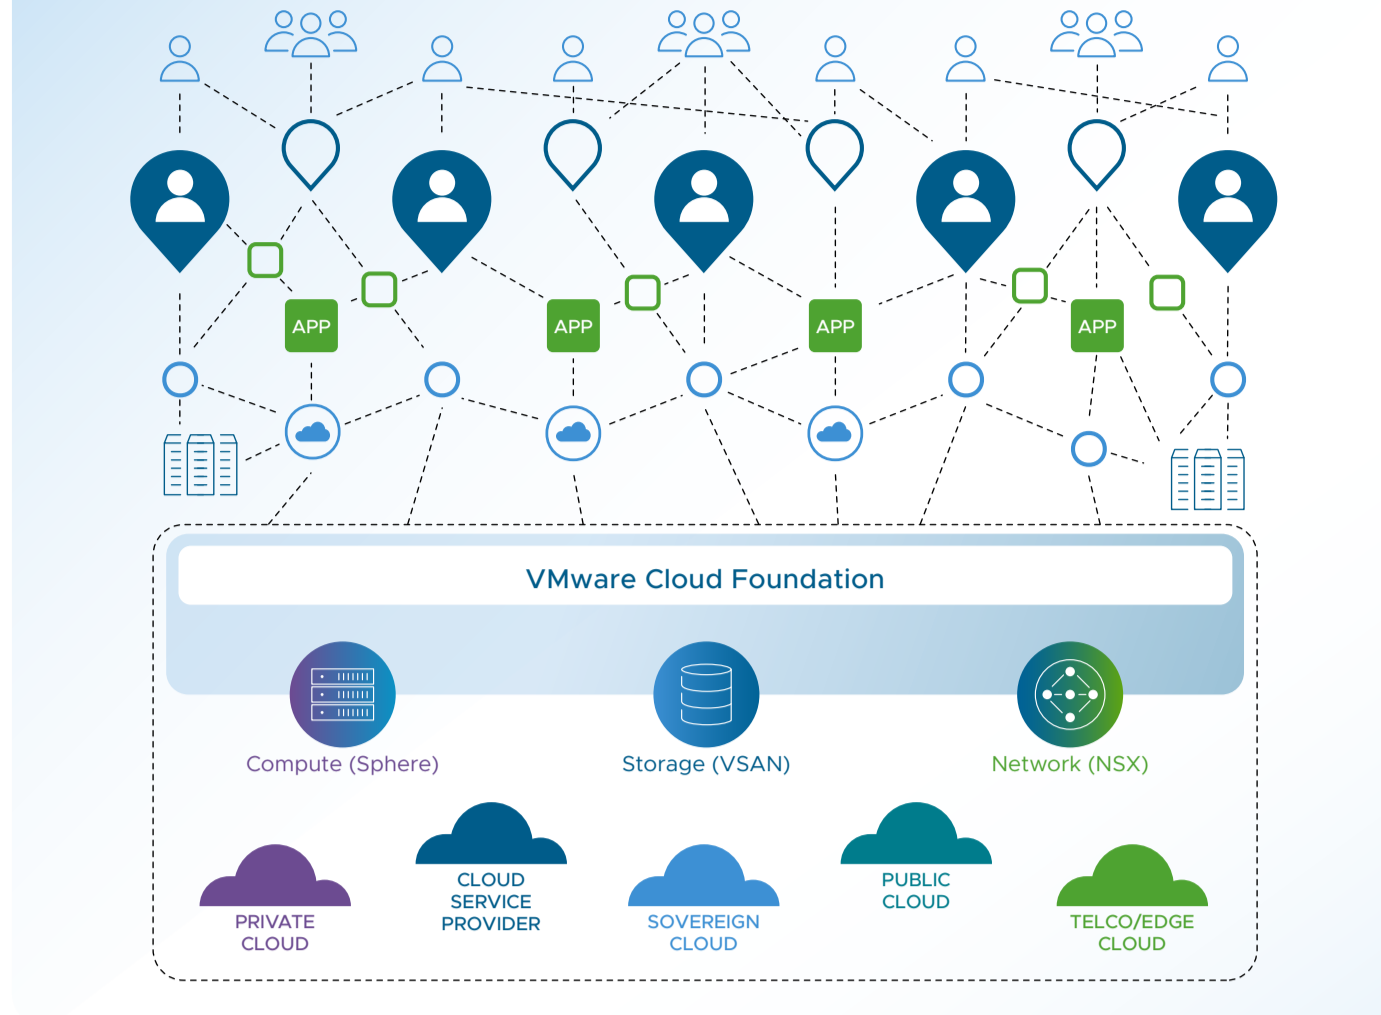 APP
APP
APP
APP
VMware Cloud Foundation
Compute (Sphere)
Storage (VSAN)
Network (NSX)
PRIVATE
CLOUD
CLOUD
SERVICE
PROVIDER
SOVEREIGN
CLOUD
PUBLIC
CLOUD
TELCO/EDGE
CLOUD